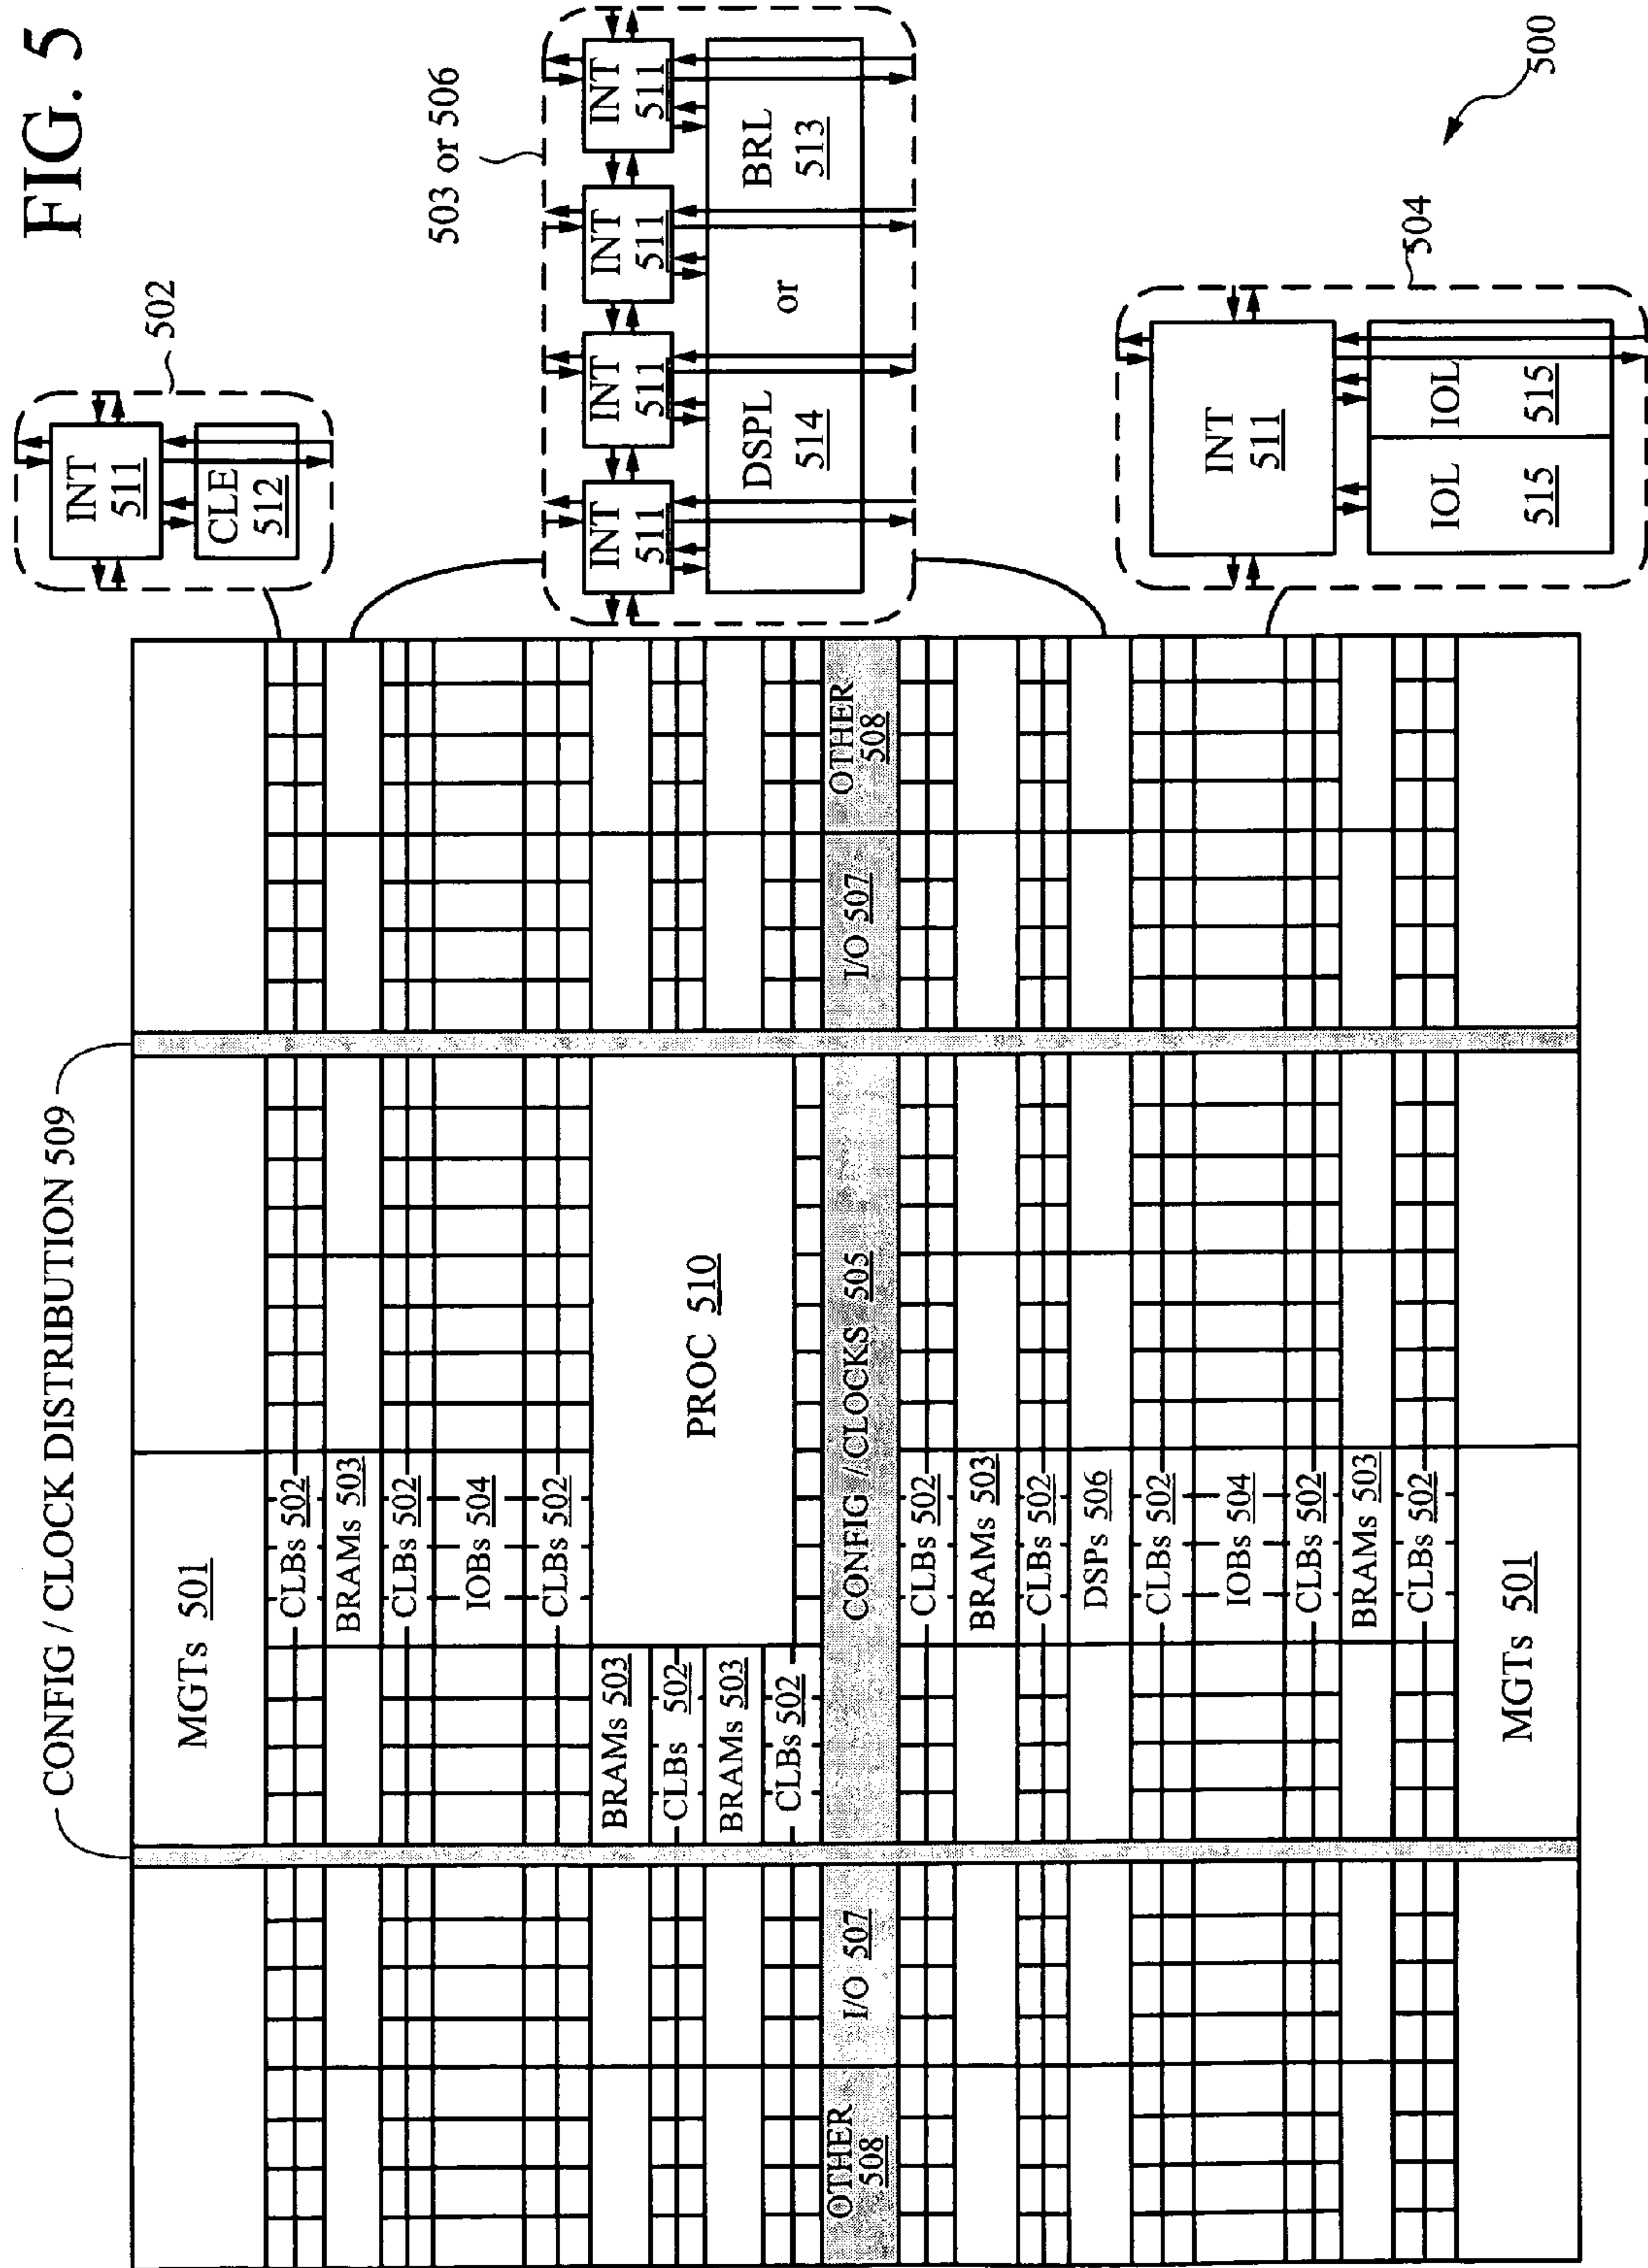 FIG. 5
CONFIG / CLOCK DISTRIBUTION 509
MGTs 501
CLBs 502
BRAMs 503
CLBs 502
IOBs 504
CLBs 502
BRAMs 503
CLBs 502
BRAMs 503
CLBs 502
PROC 510
OTHER
508
I/O 507
CONFIG / CLOCKS 505
I/O 507
OTHER
508
CLBs 502
BRAMs 503
CLBs 502
DSPs 506
CLBs 502
IOBs 504
CLBs 502
BRAMs 503
CLBs 502
MGTs 501
502
INT
511
CLE
512
503 or 506
INT
511
INT
511
INT
511
INT
511
DSPL
514
or
BRL
513
504
INT
511
IOL
515
IOL
515
500